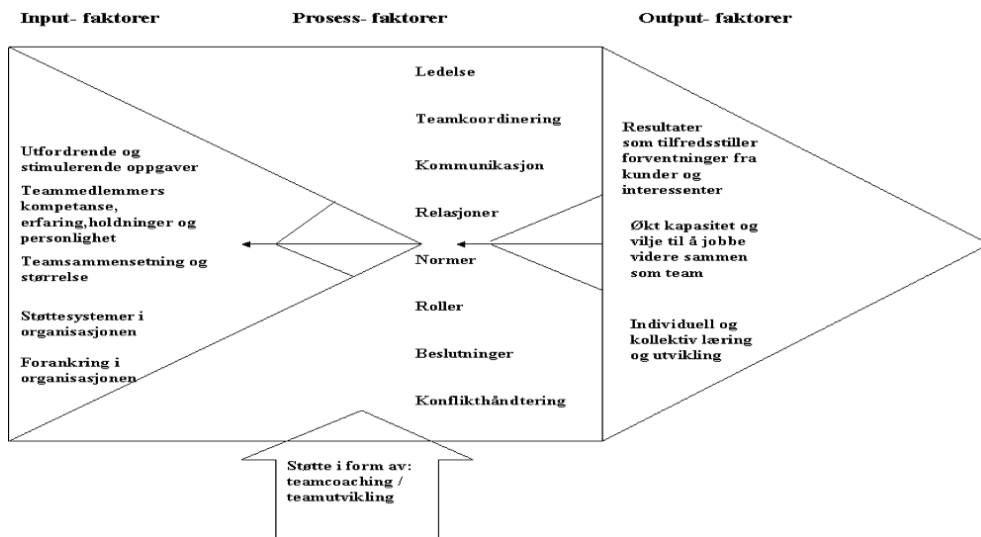 Input- faktorer
Prosess- faktorer
Output- faktorer
Utfordrende og
stimulerende oppgaver
Teammedlemmers
kompetanse,
erfaring,holdninger og
personlighet
Teamsammensetning og
størrelse
Støttesystemer i
organisasjonen
Forankring i
organisasjonen
Ledelse
Teamkoordinering
Kommunikasjon
Relasjoner
Normer
Roller
Beslutninger
Konflikthåndtering
Resultater
som tilfredsstiller
forventninger fra
kunder og
interessenter
Økt kapasitet og
vilje til å jobbe
videre sammen
som team
Individuell og
kollektiv læring
og utvikling
Støtte i form av:
teamcoaching /
teamutvikling